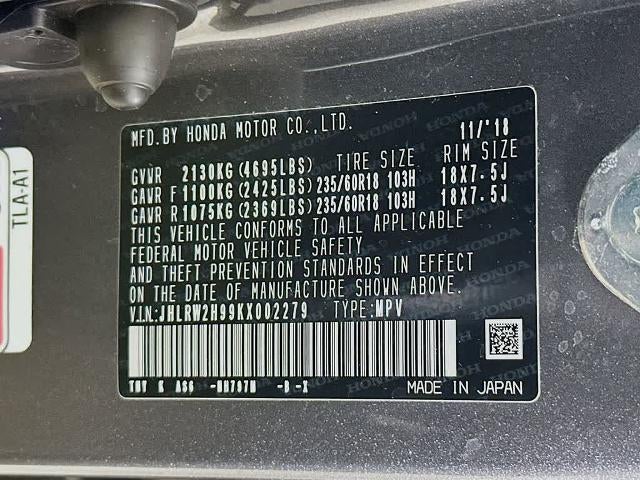 MFD.BY HONDA MOTOR CO.,LTD. 11/'18
GVWR 2130KG(4695LBS) TIRE SIZE RIM SIZE
GAWR F 1100KG(2425LBS) 235/60R18 103H 18X7.5J
GAWR R 1075KG(2369LBS) 235/60R18 103H 18X7.5J
THIS VEHICLE CONFORMS TO ALL APPLICABLE
FEDERAL MOTOR VEHICLE SAFETY
AND THEFT PREVENTION STANDARDS IN EFFECT
ON THE DATE OF MANUFACTURE SHOWN ABOVE.
V.I.N:JHLRW2H99KX002279 TYPE:MPV
K AS6 -NH797M -B -X
MADE IN JAPAN
TLA-A1